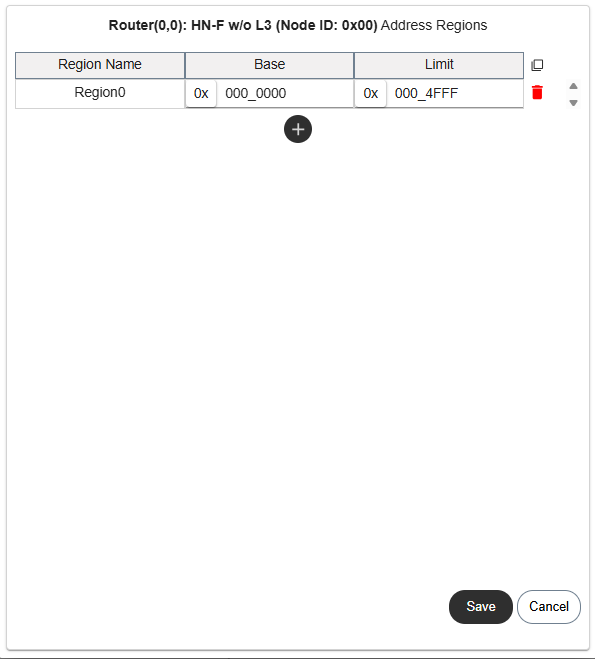 Router(0,0): HN-F w/o L3 (Node ID: 0x00) Address Regions
Region Name Base Limit
Region0 0x 000_0000 0x 000_4FFF
Save Cancel